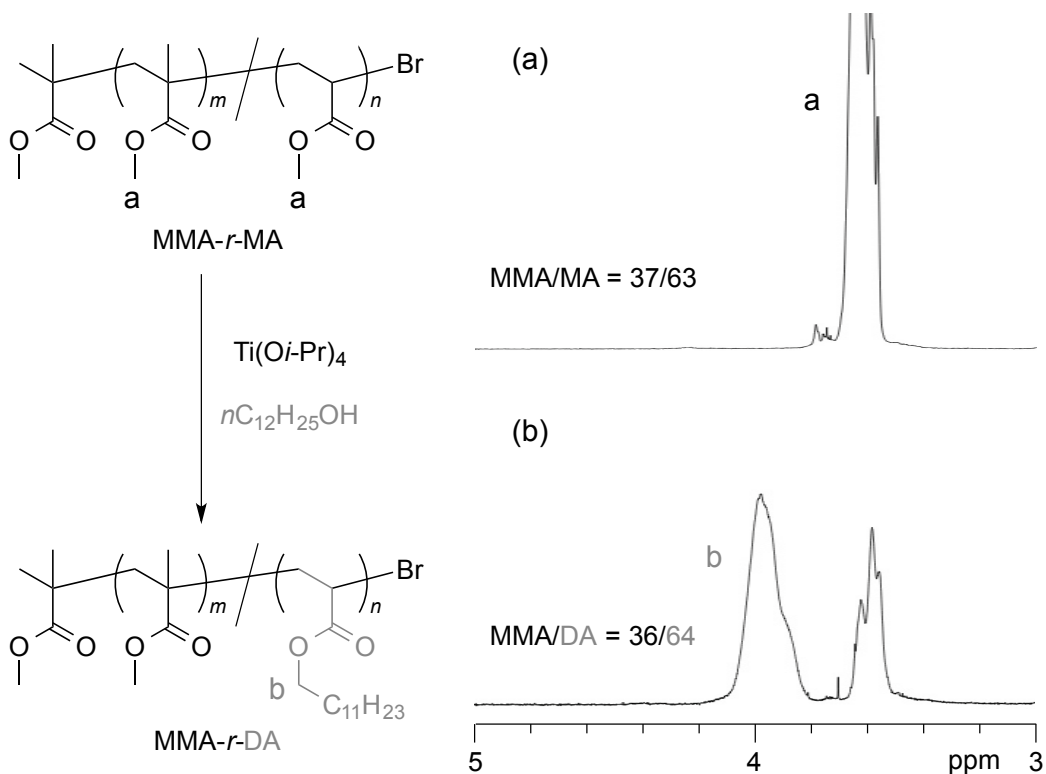 Br
m
n
O
O
O
O
O
O
a
a
MMA-r-MA
Ti(Oi-Pr)4
nC12H25OH
Br
m
n
O
O
O
O
O
O
b
C11H23
MMA-r-DA
(a)
a
MMA/MA = 37/63
(b)
b
MMA/DA = 36/64
5
4
ppm
3